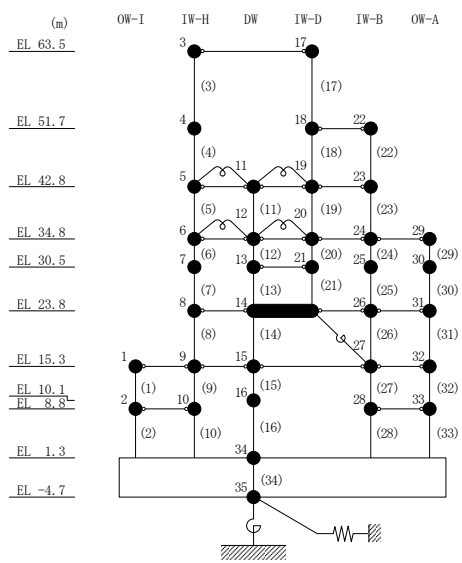 (m) OW-I IW-H DW IW-D IW-B OW-A
EL 63.5 3 17
(3) (17)
EL 51.7 4 18 22
(4) (18) (22)
11 19
EL 42.8 5 23
(5) (11) (19) (23)
12 20
EL 34.8 6 24 29
(6) (12) (20) (24) (29)
EL 30.5 7 13 21 25 30
(7) (13) (21) (25) (30)
EL 23.8 8 14 26 31
(8) (14) (26) (31)
27
EL 15.3 1 9 15 32
(1) (9) (15) (27) (32)
EL 10.1 16
EL 8.8 2 10 28 33
(2) (10) (16) (28) (33)
EL 1.3 34
(34)
EL -4.7 35